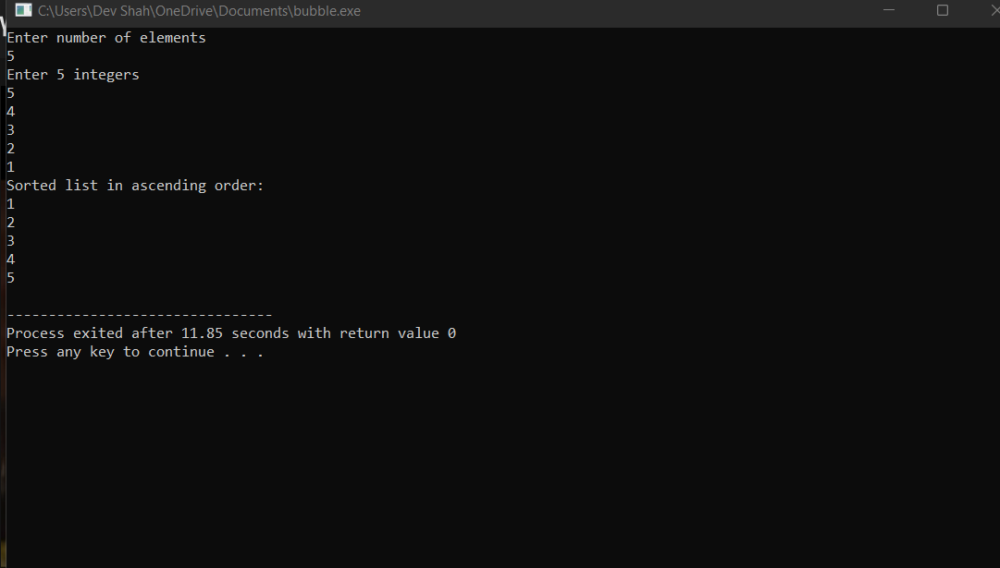 C:\Users\Dev Shah\OneDrive\Documents\bubble.exe
Enter number of elements
5
Enter 5 integers
5
4
3
2
1
Sorted list in ascending order:
1
2
3
4
5
--------------------------------
Process exited after 11.85 seconds with return value 0
Press any key to continue . . .